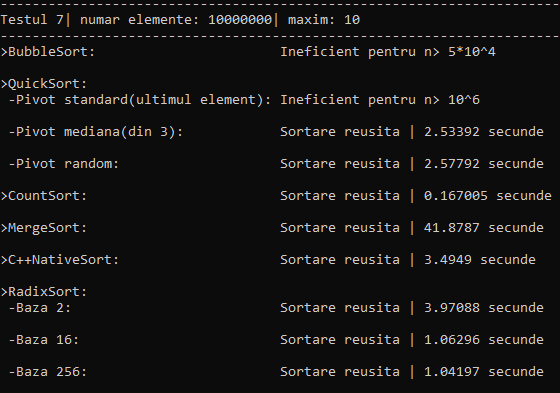 Testul 7| numar elemente: 10000000| maxim: 10
>BubbleSort: Ineficient pentru n> 5*10^4
>QuickSort:
-Pivot standard(ultimul element): Ineficient pentru n> 10^6
-Pivot mediana(din 3): Sortare reusita | 2.53392 secunde
-Pivot random: Sortare reusita | 2.57792 secunde
>CountSort: Sortare reusita | 0.167005 secunde
>MergeSort: Sortare reusita | 41.8787 secunde
>C++NativeSort: Sortare reusita | 3.4949 secunde
>RadixSort:
-Baza 2: Sortare reusita | 3.97088 secunde
-Baza 16: Sortare reusita | 1.06296 secunde
-Baza 256: Sortare reusita | 1.04197 secunde